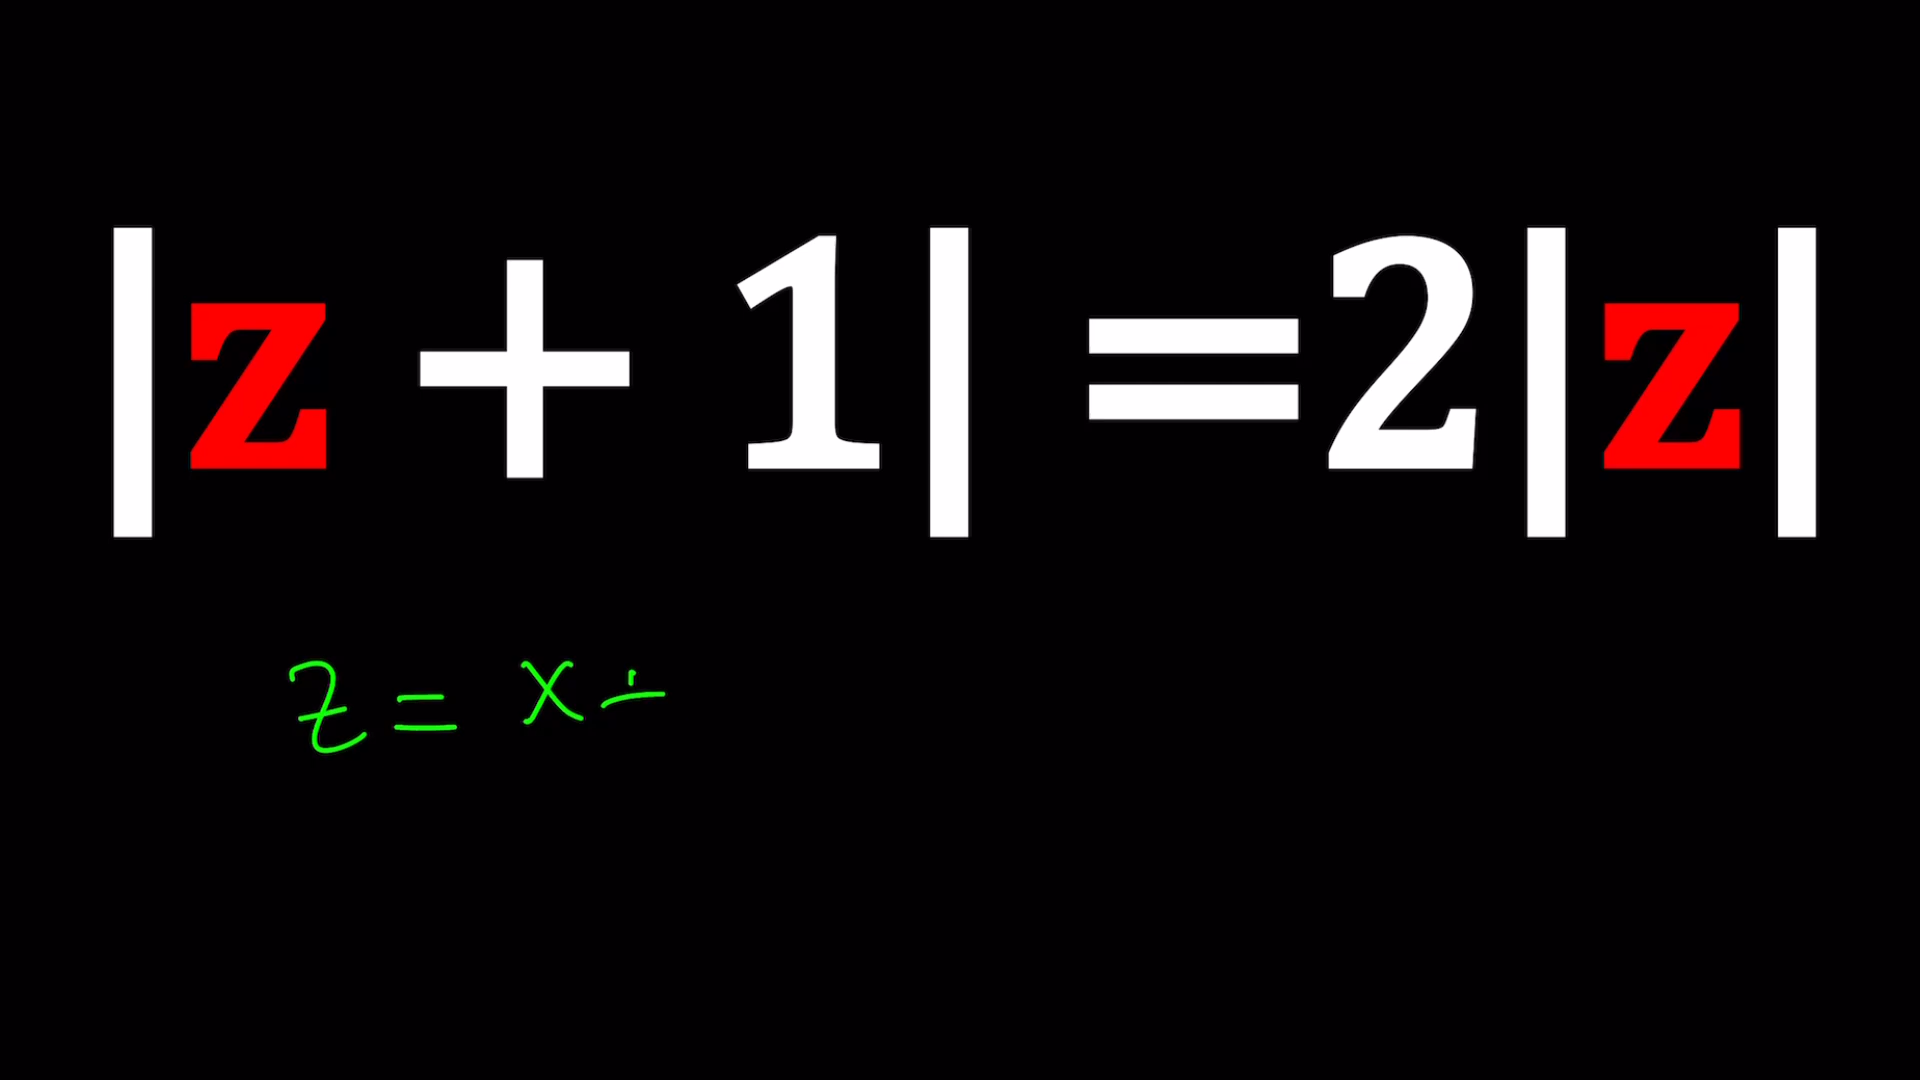 |z + 1| =2|z|
z = x +